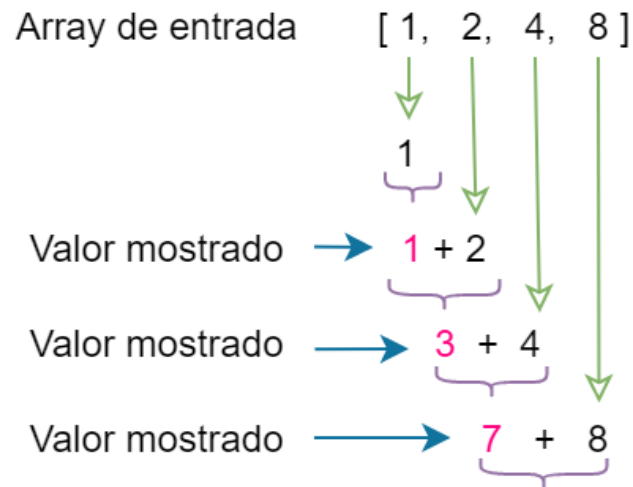 Array de entrada [ 1, 2, 4, 8 ]
1
Valor mostrado 1 + 2
Valor mostrado 3 + 4
Valor mostrado 7 + 8